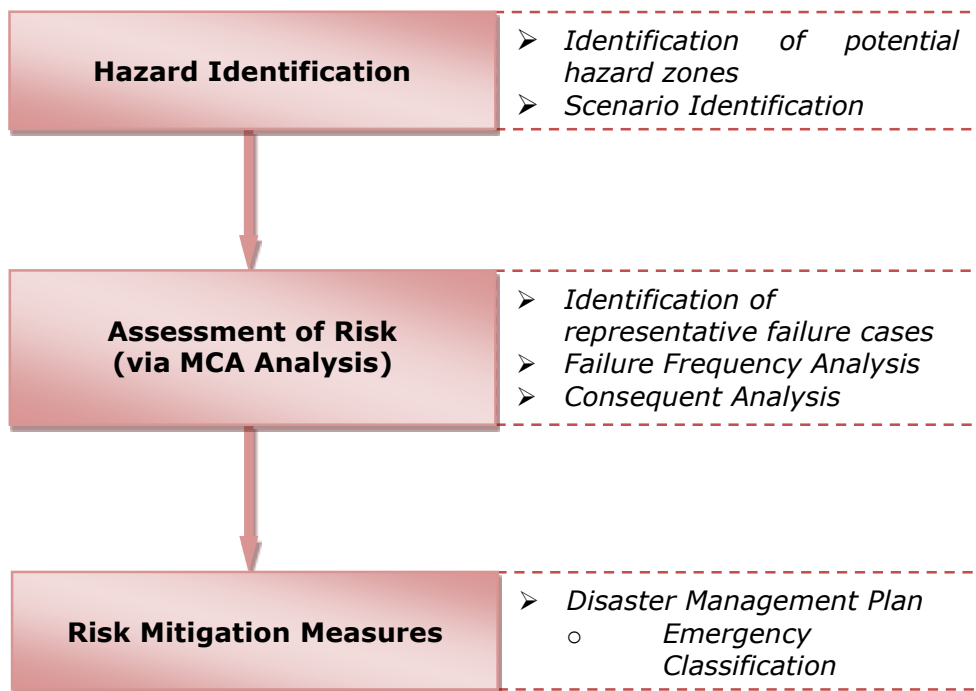 Hazard Identification
➢ Identification of potential
hazard zones
➢ Scenario Identification
Assessment of Risk
(via MCA Analysis)
➢ Identification of
representative failure cases
➢ Failure Frequency Analysis
➢ Consequent Analysis
Risk Mitigation Measures
➢ Disaster Management Plan
o Emergency
Classification